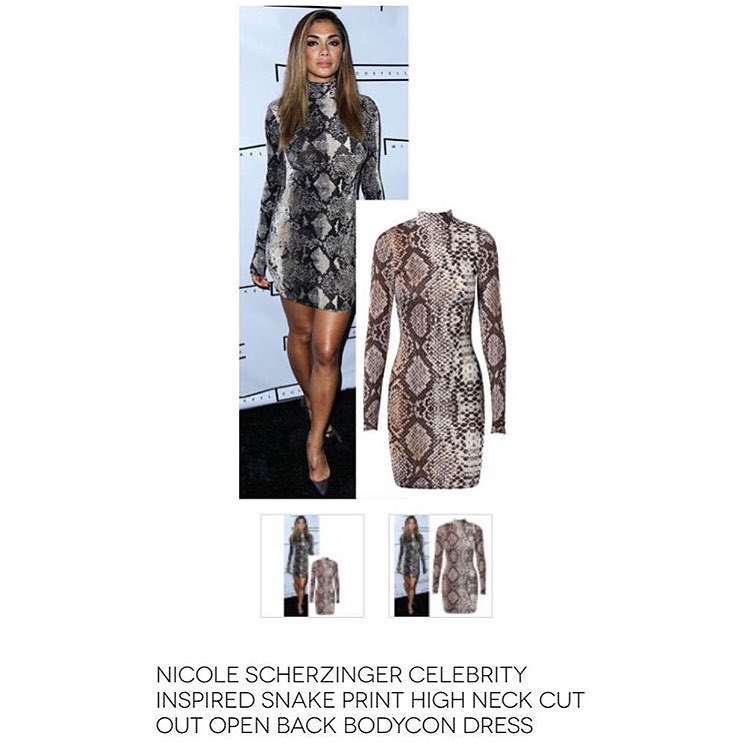 NICOLE SCHERZINGER CELEBRITY
INSPIRED SNAKE PRINT HIGH NECK CUT
OUT OPEN BACK BODYCON DRESS